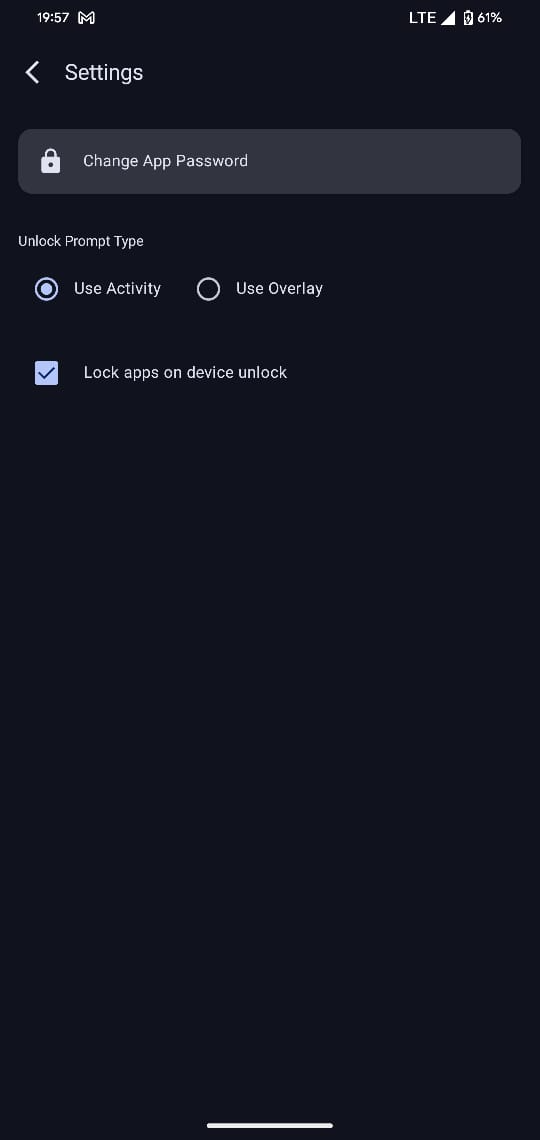 19:57 LTE 61%
Settings
Change App Password
Unlock Prompt Type
Use Activity Use Overlay
Lock apps on device unlock